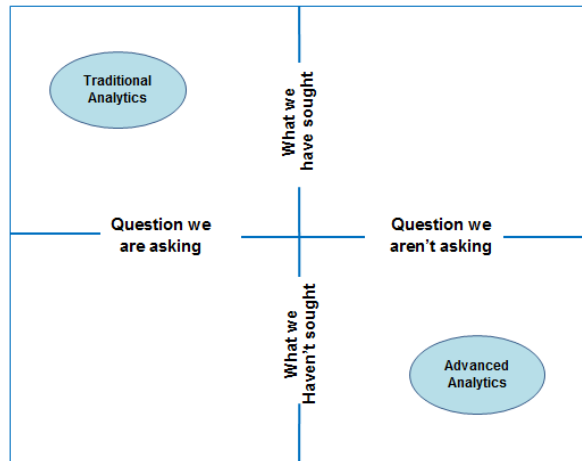 Traditional
Analytics
What we
have sought
Question we
are asking
Question we
aren't asking
What we
Haven't sought
Advanced
Analytics